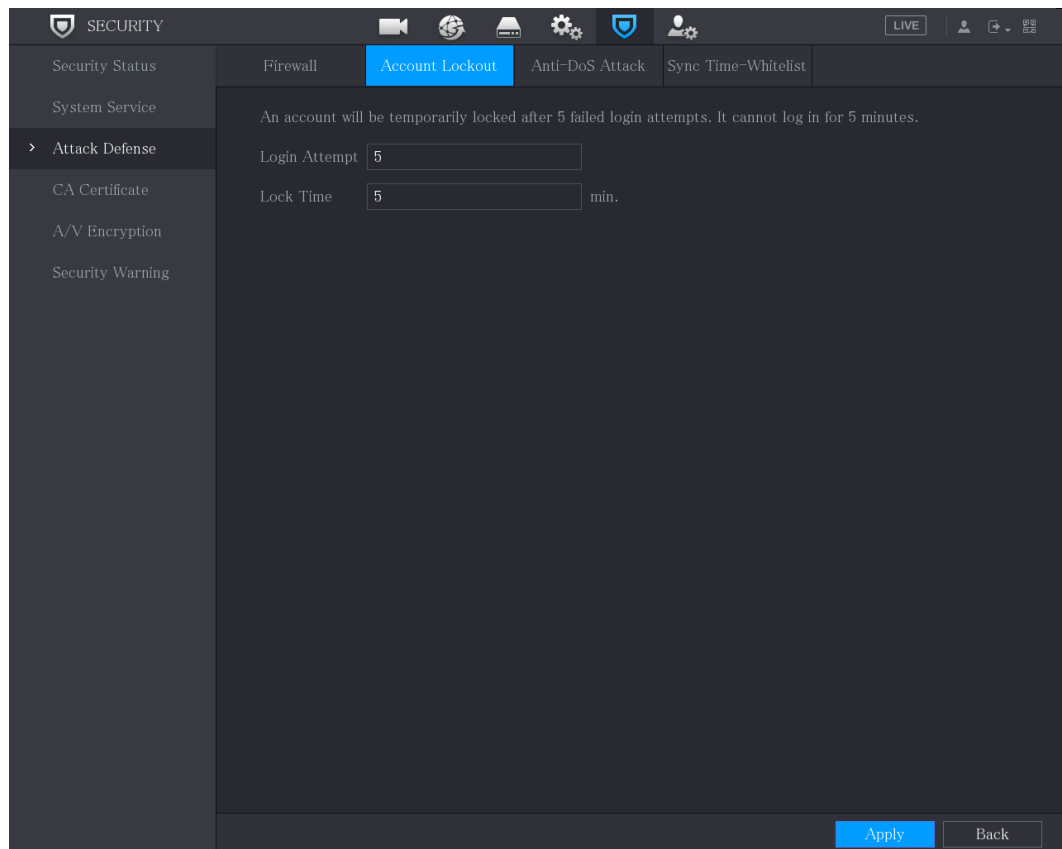 SECURITY
LIVE
Security Status
System Service
Attack Defense
CA Certificate
A/V Encryption
Security Warning
Firewall Account Lockout Anti-DoS Attack Sync Time-Whitelist
An account will be temporarily locked after 5 failed login attempts. It cannot log in for 5 minutes.
Login Attempt 5
Lock Time 5 min.
Apply Back